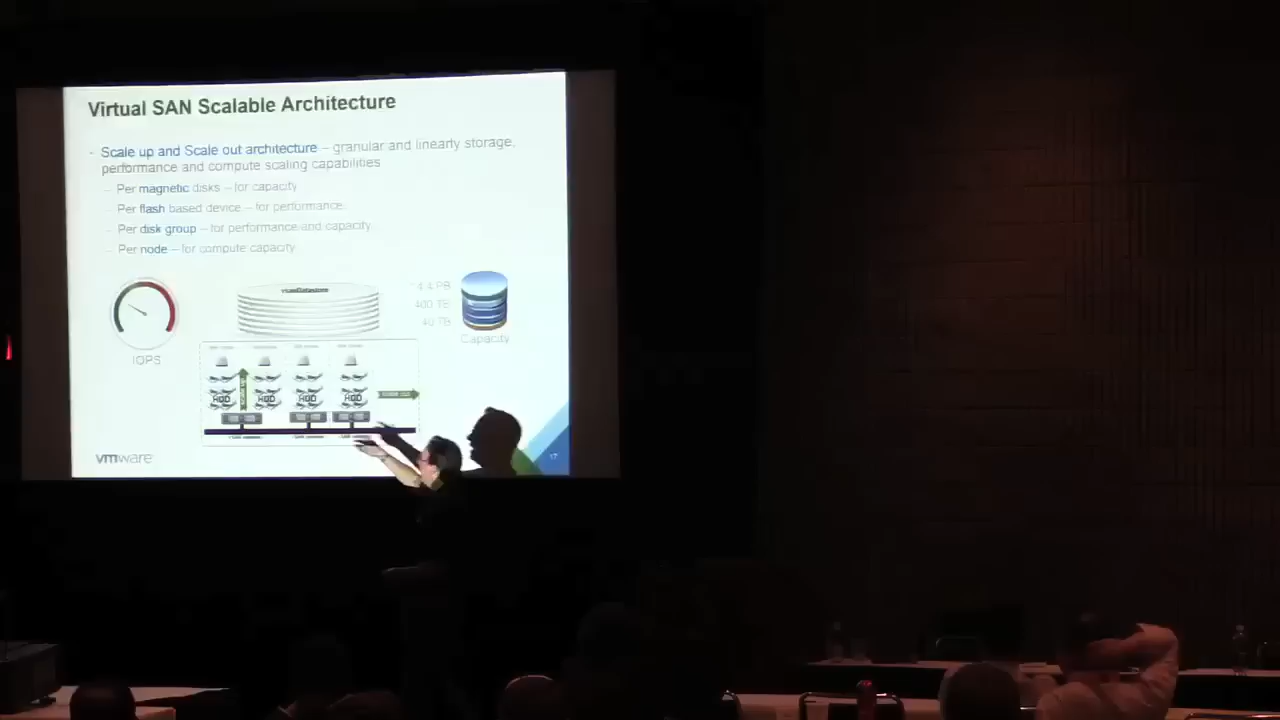 Virtual SAN Scalable Architecture
- Scale up and Scale out architecture – granular and linearly storage,
performance and compute scaling capabilities
– Per magnetic disks – for capacity
– Per flash based device – for performance
– Per disk group – for performance and capacity
– Per node – for compute capacity
vsanDatastore
4.4 PB
400 TB
40 TB
IOPS
Capacity
HDD HDD HDD HDD
vmware
17